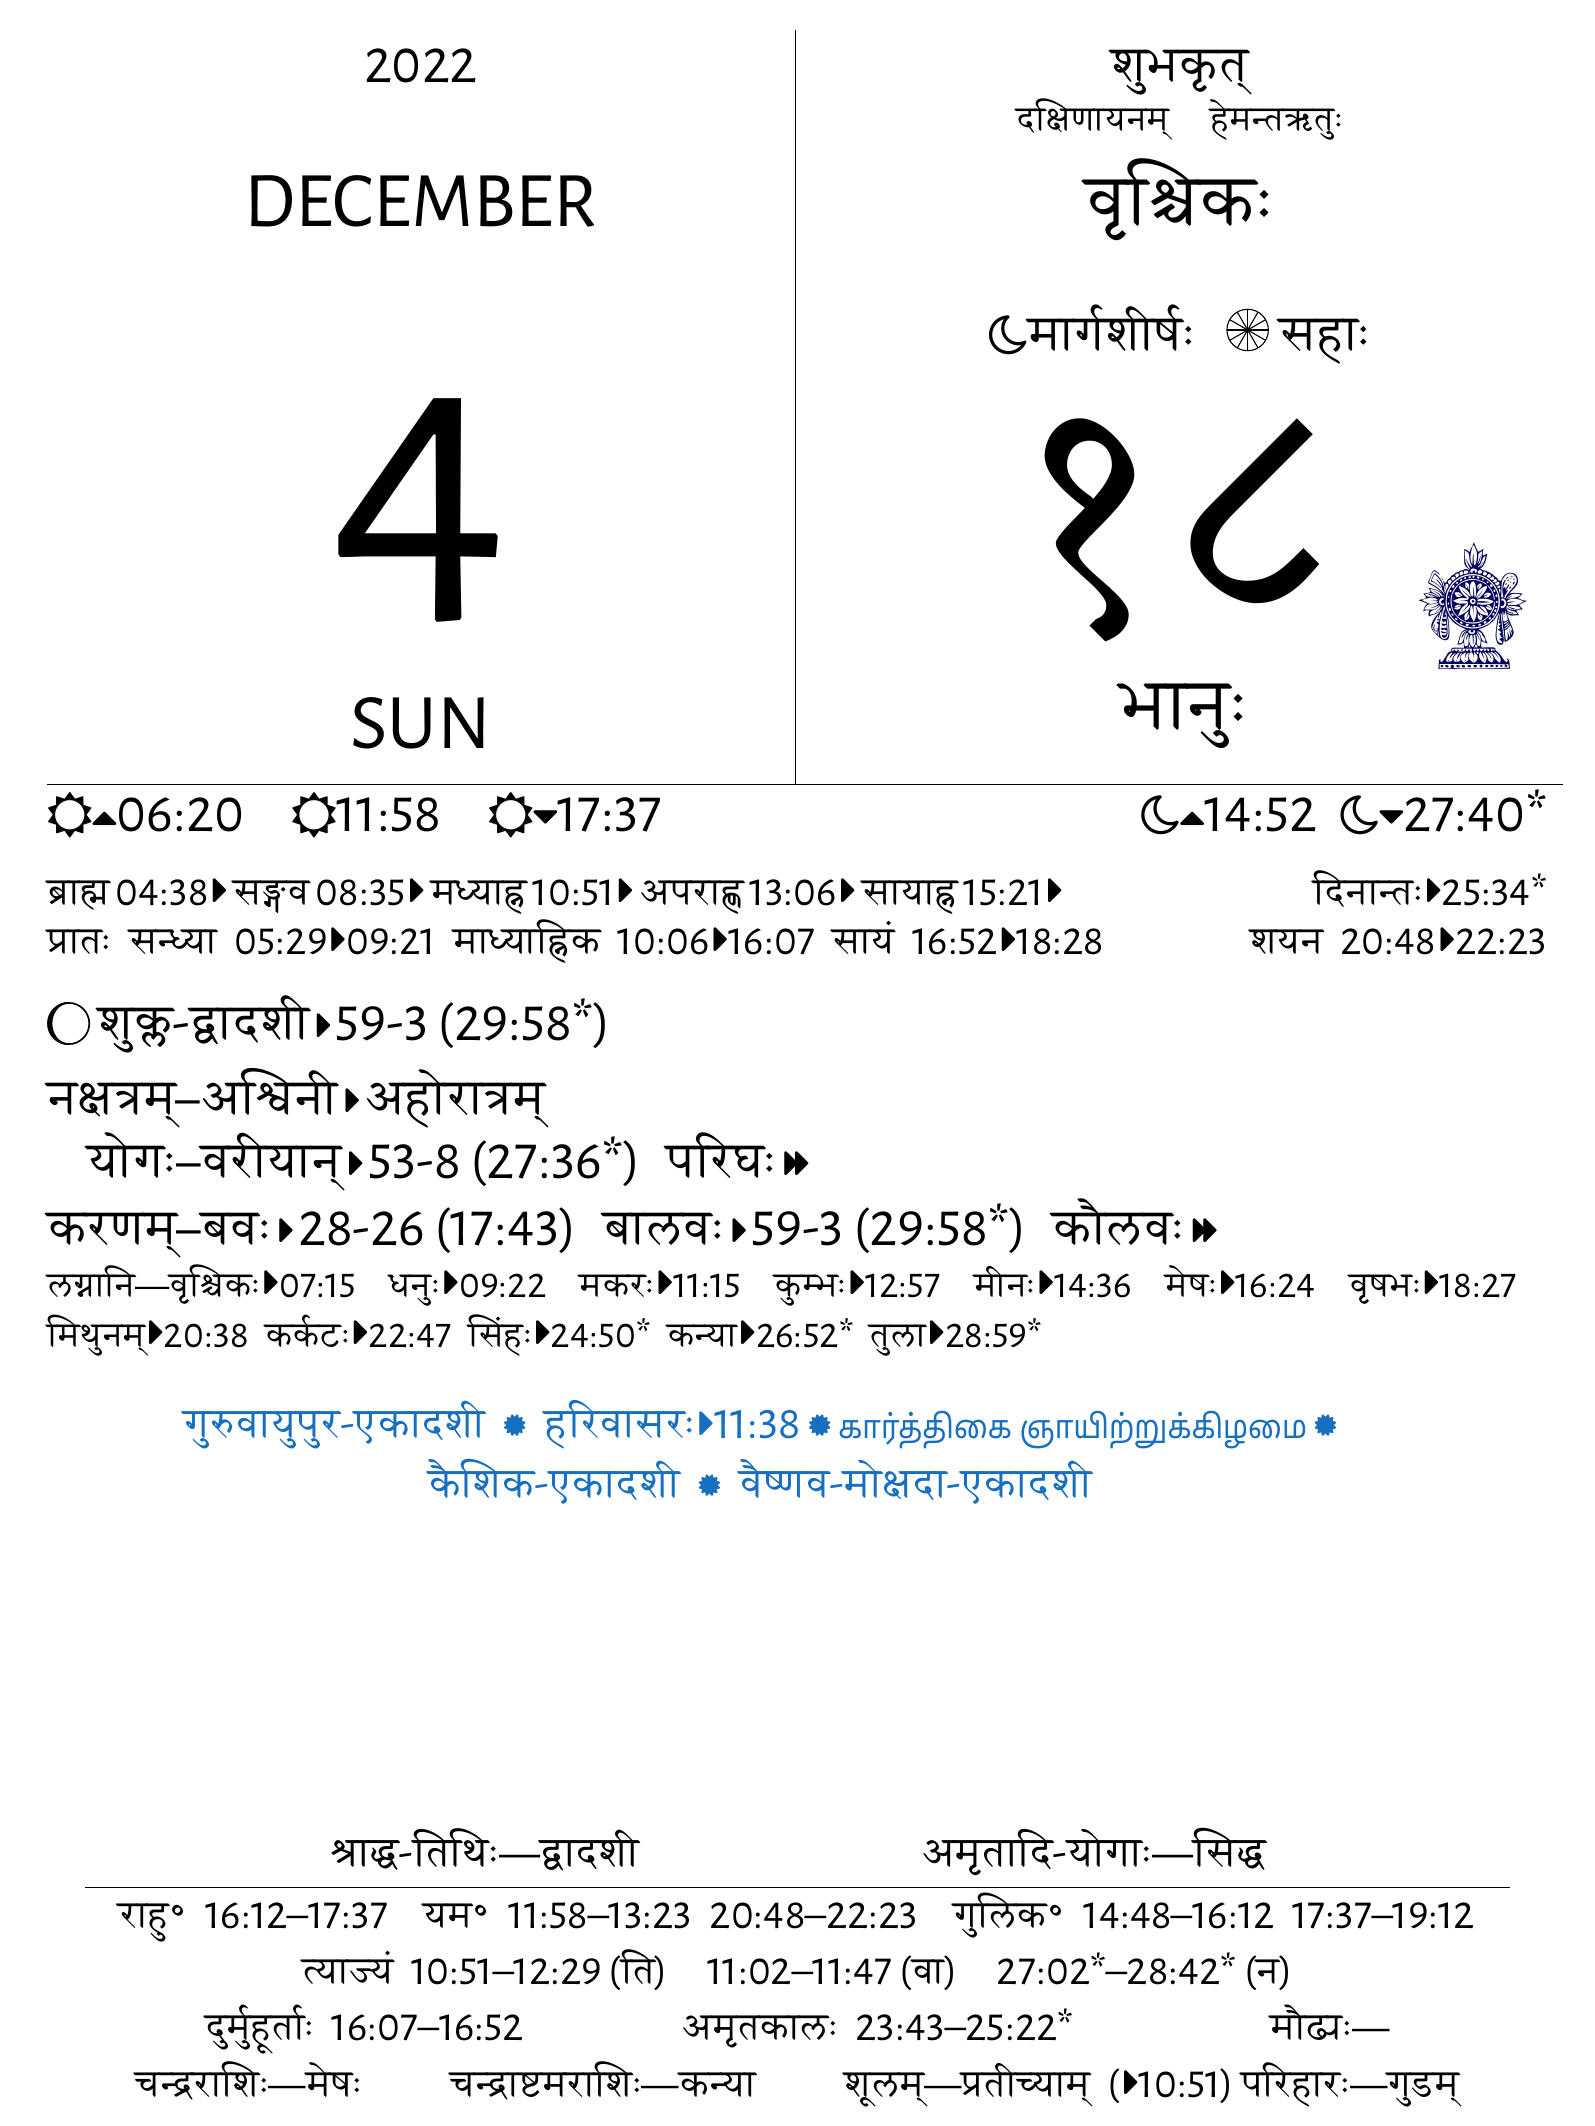 2022
DECEMBER
4
SUN
शुभकृत्
दक्षिणायनम् हेमन्तऋतुः
वृश्चिकः
मार्गशीर्षः सहाः
१८
भानुः
06:20 11:58 17:37 14:52 27:40*
ब्राह्म 04:38 सङ्गव 08:35 मध्याह्न 10:51 अपराह्ण 13:06 सायाह्न 15:21 दिनान्तः 25:34*
प्रातः सन्ध्या 05:29 09:21 माध्याह्निक 10:06 16:07 सायं 16:52 18:28 शयन 20:48 22:23
शुक्ल-द्वादशी 59-3 (29:58*)
नक्षत्रम्–अश्विनी अहोरात्रम्
योगः–वरीयान् 53-8 (27:36*) परिघः
करणम्–बवः 28-26 (17:43) बालवः 59-3 (29:58*) कौलवः
लग्नानि—वृश्चिकः 07:15 धनुः 09:22 मकरः 11:15 कुम्भः 12:57 मीनः 14:36 मेषः 16:24 वृषभः 18:27
मिथुनम् 20:38 कर्कटः 22:47 सिंहः 24:50* कन्या 26:52* तुला 28:59*
गुरुवायुपुर-एकादशी हरिवासरः 11:38 கார்த்திகை ஞாயிற்றுக்கிழமை
कैशिक-एकादशी वैष्णव-मोक्षदा-एकादशी
श्राद्ध-तिथिः—द्वादशी अमृतादि-योगाः—सिद्ध
राहु॰ 16:12–17:37 यम॰ 11:58–13:23 20:48–22:23 गुलिक॰ 14:48–16:12 17:37–19:12
त्याज्यं 10:51–12:29 (ति) 11:02–11:47 (वा) 27:02*–28:42* (न)
दुर्मुहूर्ताः 16:07–16:52 अमृतकालः 23:43–25:22* मौढ्यः—
चन्द्रराशिः—मेषः चन्द्राष्टमराशिः—कन्या शूलम्—प्रतीच्याम् (10:51) परिहारः—गुडम्